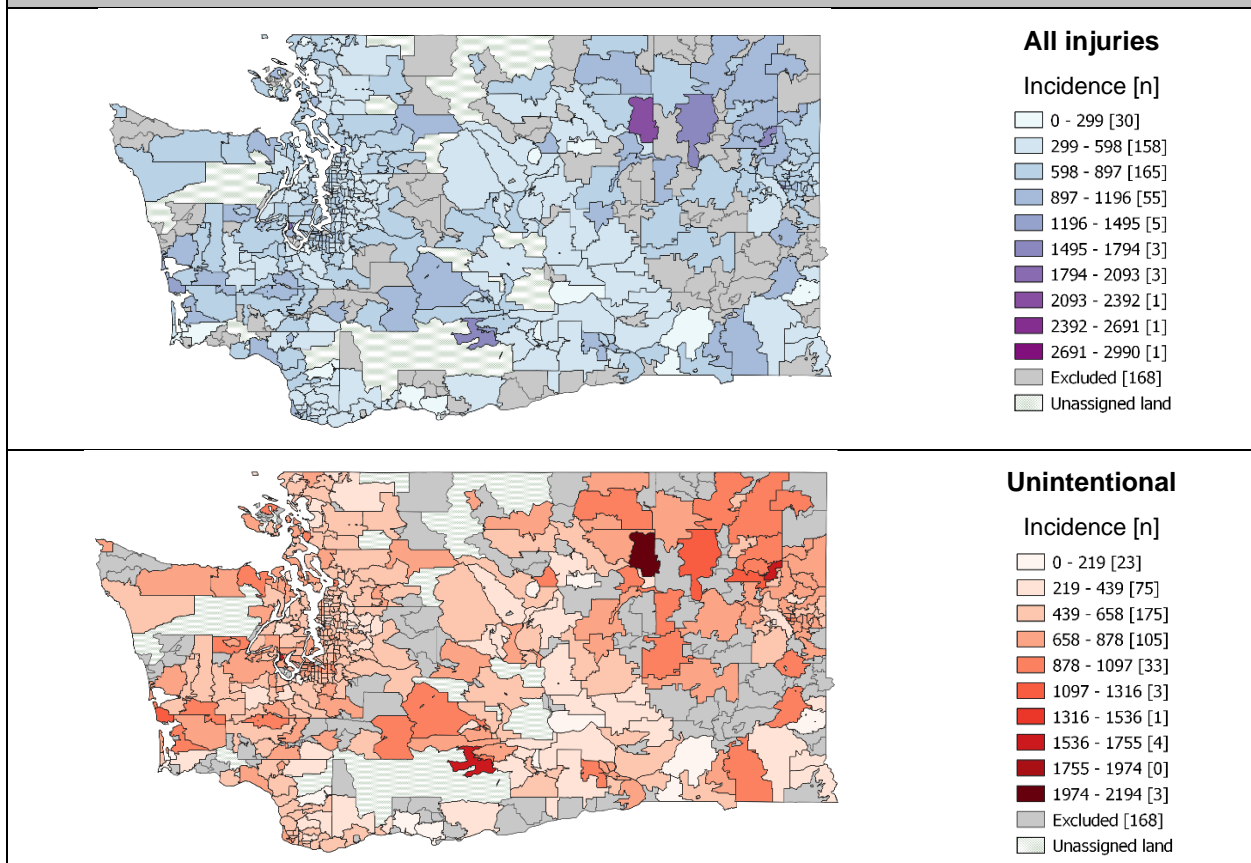 All injuries
Incidence [n]
0 - 299 [30]
299 - 598 [158]
598 - 897 [165]
897 - 1196 [55]
1196 - 1495 [5]
1495 - 1794 [3]
1794 - 2093 [3]
2093 - 2392 [1]
2392 - 2691 [1]
2691 - 2990 [1]
Excluded [168]
Unassigned land
Unintentional
Incidence [n]
0 - 219 [23]
219 - 439 [75]
439 - 658 [175]
658 - 878 [105]
878 - 1097 [33]
1097 - 1316 [3]
1316 - 1536 [1]
1536 - 1755 [4]
1755 - 1974 [0]
1974 - 2194 [3]
Excluded [168]
Unassigned land